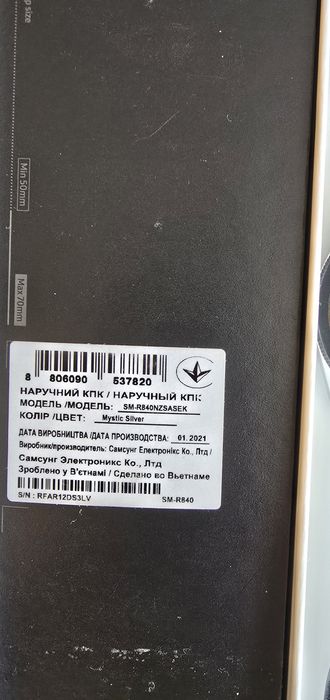 p size
Min 50mm
Max 70mm
8 806090 537820
НАРУЧНИЙ КПК / НАРУЧНЫЙ КПК
МОДЕЛЬ /МОДЕЛЬ: SM-R840NZSASEK
КОЛІР /ЦВЕТ: Mystic Silver
ДАТА ВИРОБНИЦТВА /ДАТА ПРОИЗВОДСТВА: 01.2021
Виробник/производитель: Самсунг Електронікс Ко., Лтд /
Самсунг Электроникс Ко., Лтд
Зроблено у В'єтнамі / Сделано во Вьетнаме
S/N : RFAR12DS3LV SM-R840